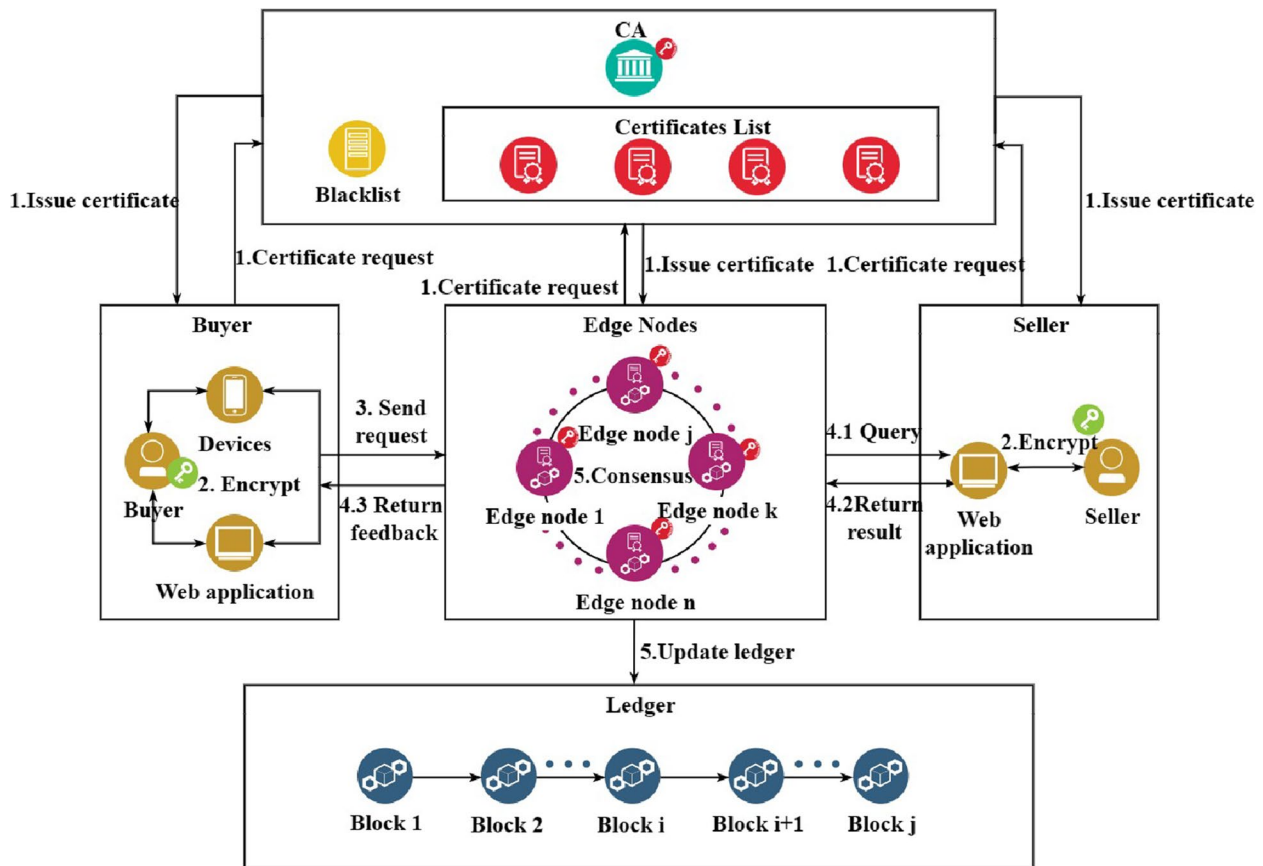 CA
Certificates List
Blacklist
1.Issue certificate
1.Certificate request
1.Certificate request
1.Issue certificate
1.Certificate request
1.Issue certificate
Buyer
Devices
2. Encrypt
Buyer
Web application
3. Send
request
4.3 Return
feedback
Edge Nodes
Edge node j
5.Consensus
Edge node 1
Edge node k
Edge node n
4.1 Query
4.2Return
result
Seller
2.Encrypt
Web
application
Seller
5.Update ledger
Ledger
Block 1
Block 2
Block i
Block i+1
Block j